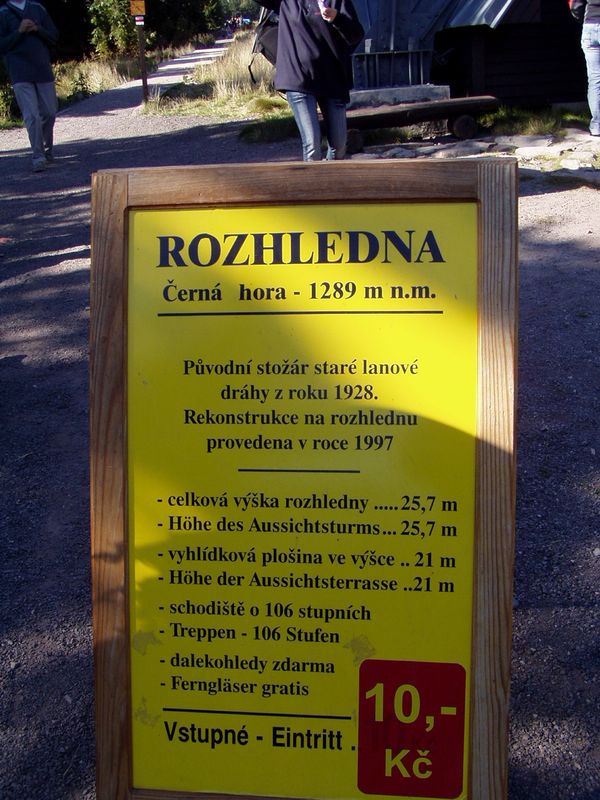 ROZHLEDNA
Černá hora - 1289 m n.m.
Původní stožár staré lanové
dráhy z roku 1928.
Rekonstrukce na rozhlednu
provedena v roce 1997
- celková výška rozhledny ..... 25,7 m
- Höhe des Aussichtsturms ... 25,7 m
- vyhlídková plošina ve výšce .. 21 m
- Höhe der Aussichtsterrasse .. 21 m
- schodiště o 106 stupních
- Treppen - 106 Stufen
- dalekohledy zdarma
- Ferngläser gratis
Vstupné - Eintritt .
10,-
Kč